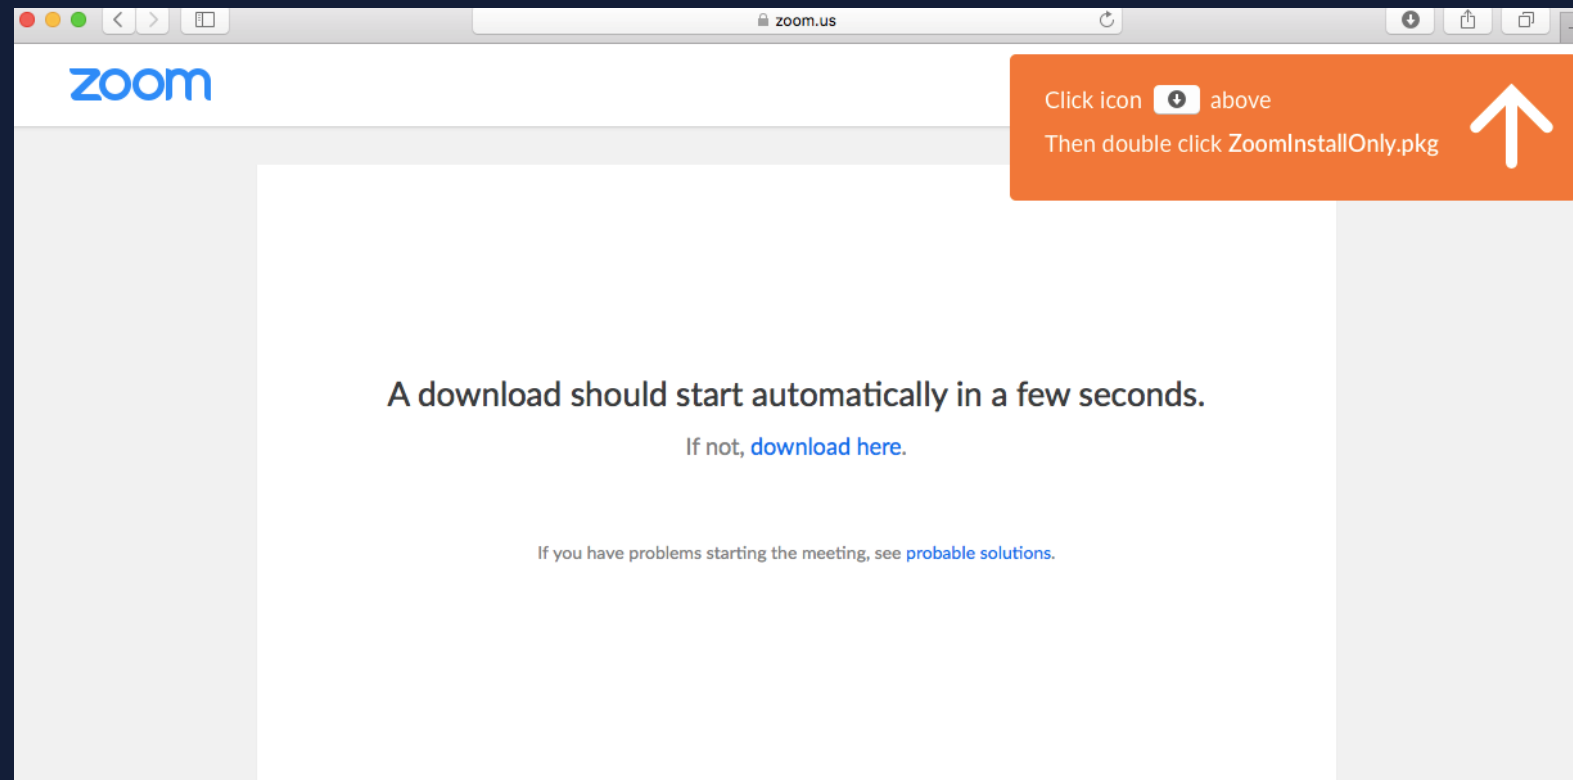 zoom.us
zoom
Click icon above
Then double click ZoomInstallOnly.pkg
A download should start automatically in a few seconds.
If not, download here.
If you have problems starting the meeting, see probable solutions.